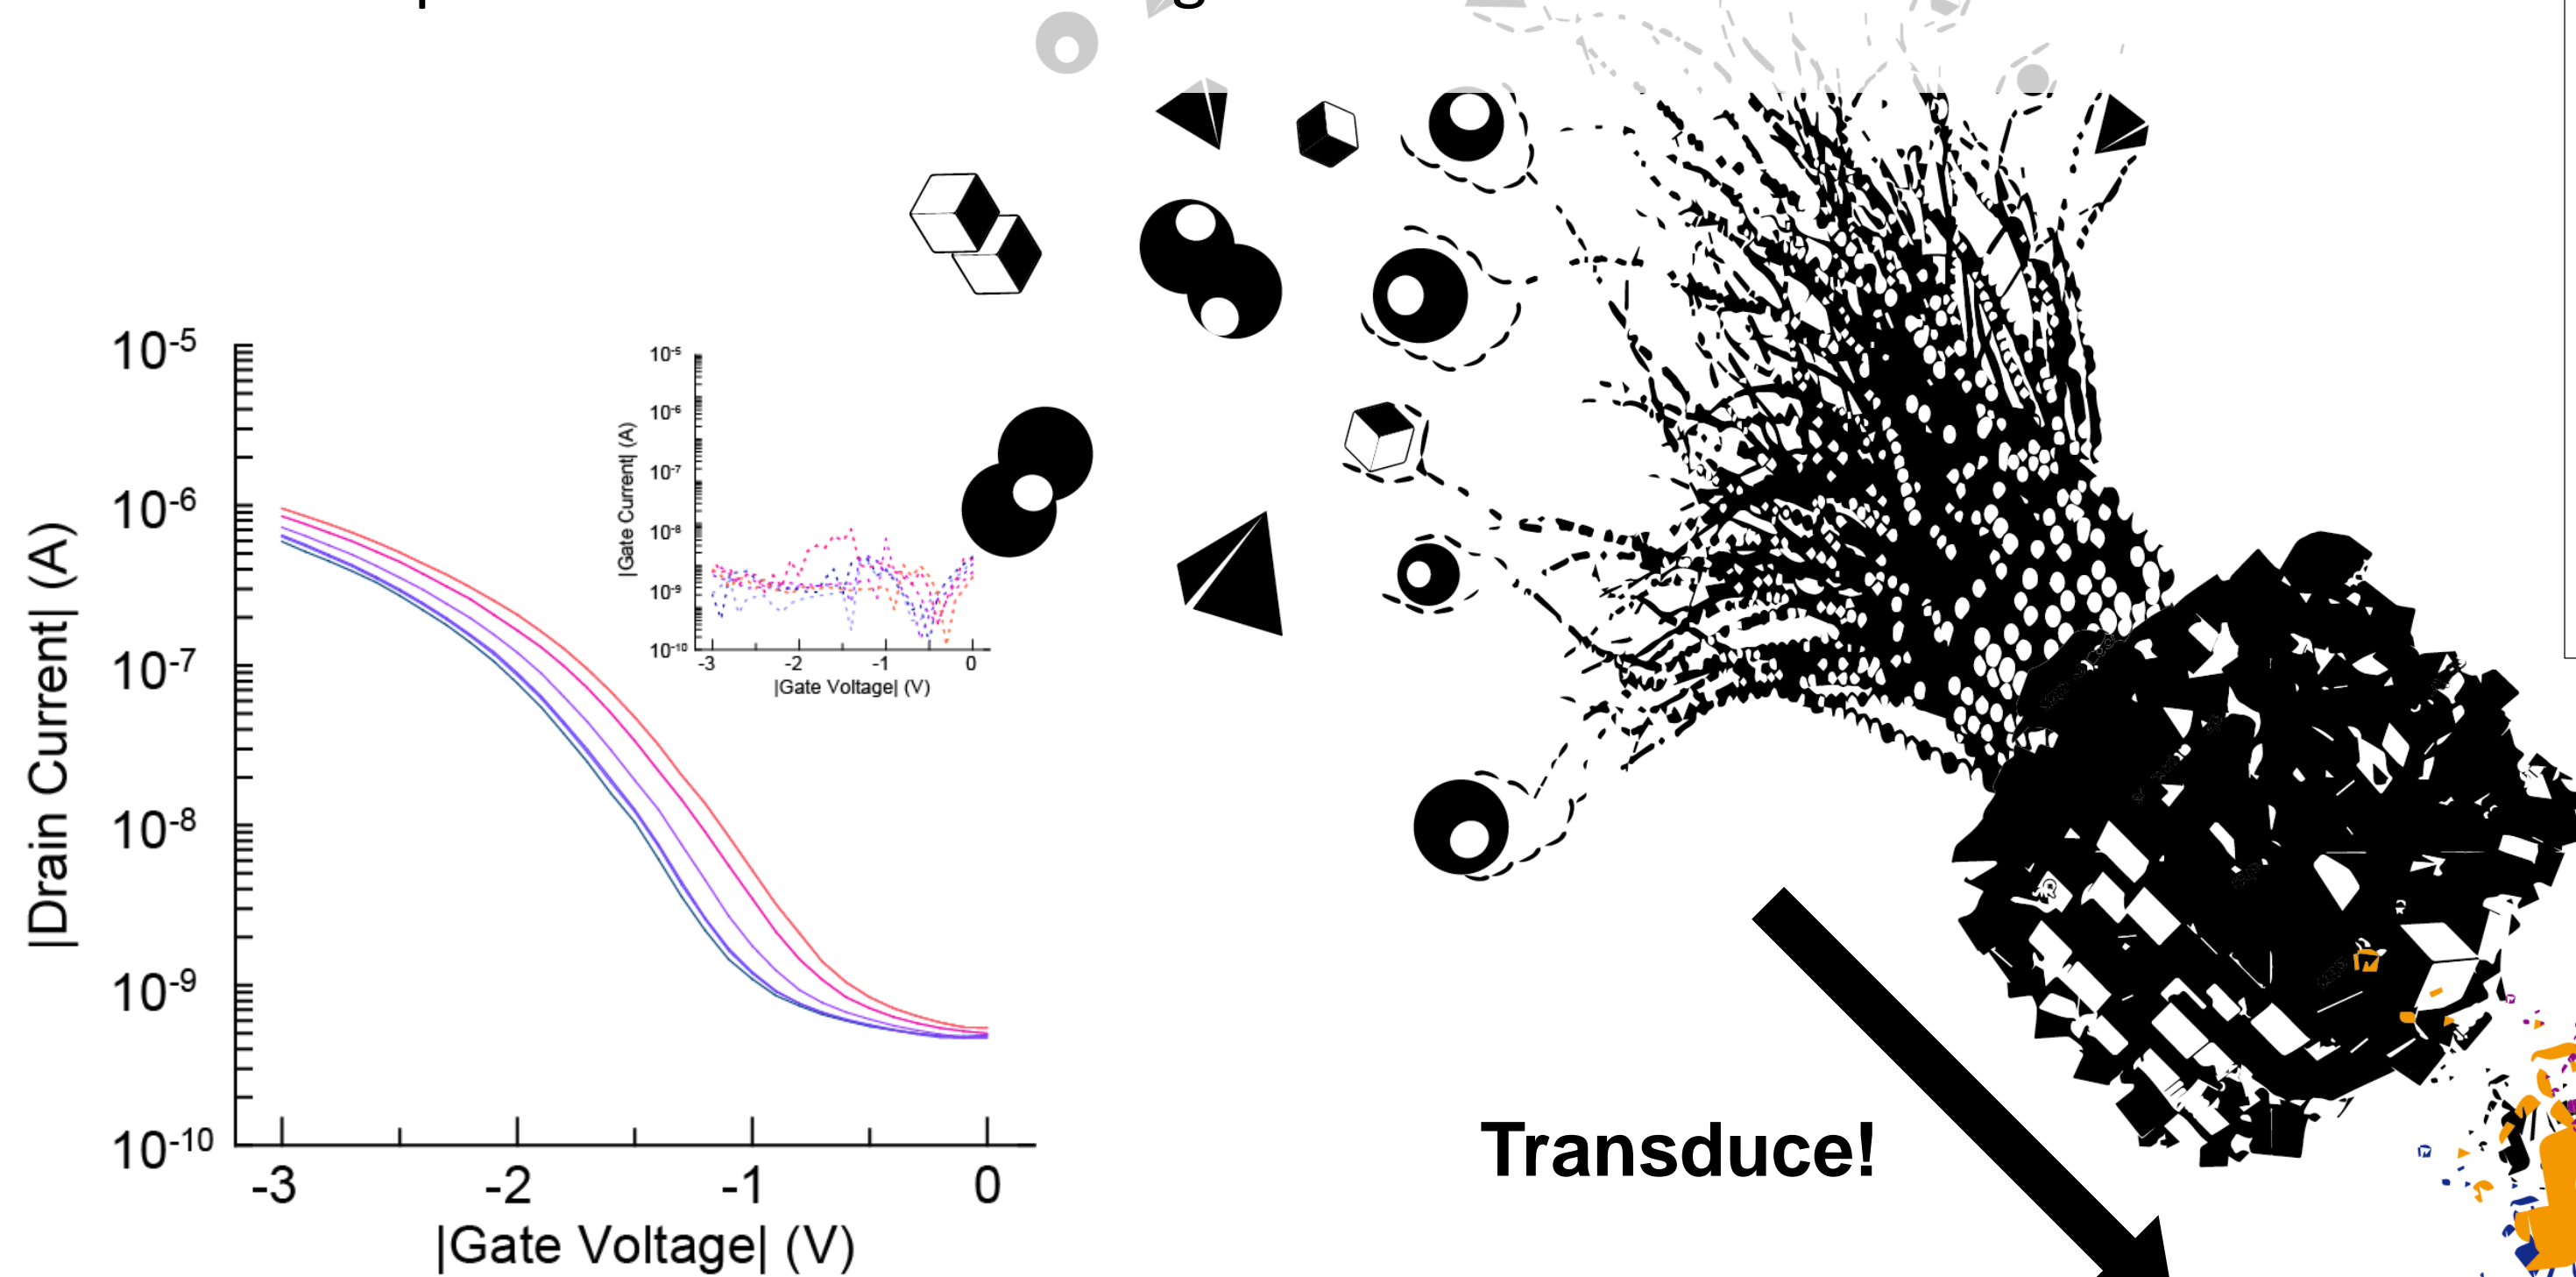 |Drain Current| (A)
10⁻⁵
10⁻⁶
10⁻⁷
10⁻⁸
10⁻⁹
10⁻¹⁰
-3 -2 -1 0
|Gate Voltage| (V)
|Gate Current| (A)
10⁻⁵
10⁻⁶
10⁻⁷
10⁻⁸
10⁻⁹
10⁻¹⁰
-3 -2 -1 0
|Gate Voltage| (V)
Transduce!